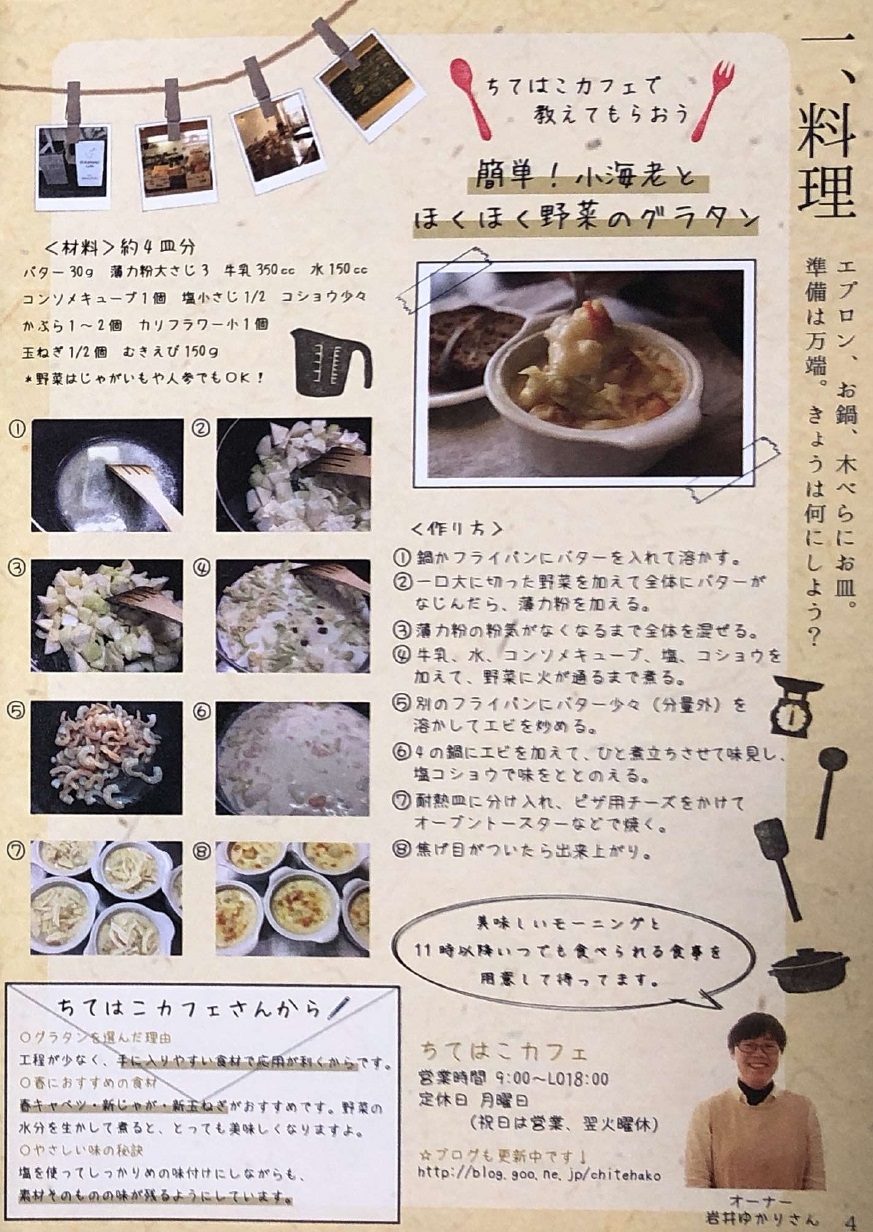 一、料理
エプロン、お鍋、木べらにお皿。
準備は万端。きょうは何にしよう？
ちてはこカフェで
教えてもらおう
簡単！小海老と
ほくほく野菜のグラタン
＜材料＞約4皿分
バター30g 薄力粉大さじ3 牛乳350cc 水150cc
コンソメキューブ1個 塩小さじ1/2 コショウ少々
かぶら1～2個 カリフラワー小1個
玉ねぎ1/2個 むきえび150g
*野菜はじゃがいもや人参でもOK！
①
②
③
④
⑤
⑥
⑦
⑧
＜作り方＞
①鍋かフライパンにバターを入れて溶かす。
②一口大に切った野菜を加えて全体にバターが
なじんだら、薄力粉を加える。
③薄力粉の粉気がなくなるまで全体を混ぜる。
④牛乳、水、コンソメキューブ、塩、コショウを
加えて、野菜に火が通るまで煮る。
⑤別のフライパンにバター少々（分量外）を
溶かしてエビを炒める。
⑥4の鍋にエビを加えて、ひと煮立ちさせて味見し、
塩コショウで味をととのえる。
⑦耐熱皿に分け入れ、ピザ用チーズをかけて
オーブントースターなどで焼く。
⑧焦げ目がついたら出来上がり。
美味しいモーニングと
11時以降いつでも食べられる食事を
用意して待ってます。
ちてはこカフェさんから
○グラタンを選んだ理由
工程が少なく、手に入りやすい食材で応用が利くからです。
○春におすすめの食材
春キャベツ・新じゃが・新玉ねぎがおすすめです。野菜の
水分を生かして煮ると、とっても美味しくなりますよ。
○やさしい味の秘訣
塩を使ってしっかりめの味付けにしながらも、
素材そのものの味が残るようにしています。
ちてはこカフェ
営業時間 9:00～LO18:00
定休日 月曜日
（祝日は営業、翌火曜休）
☆ブログも更新中です↓
http://blog.goo.ne.jp/chitehako
オーナー
岩井ゆかりさん
4